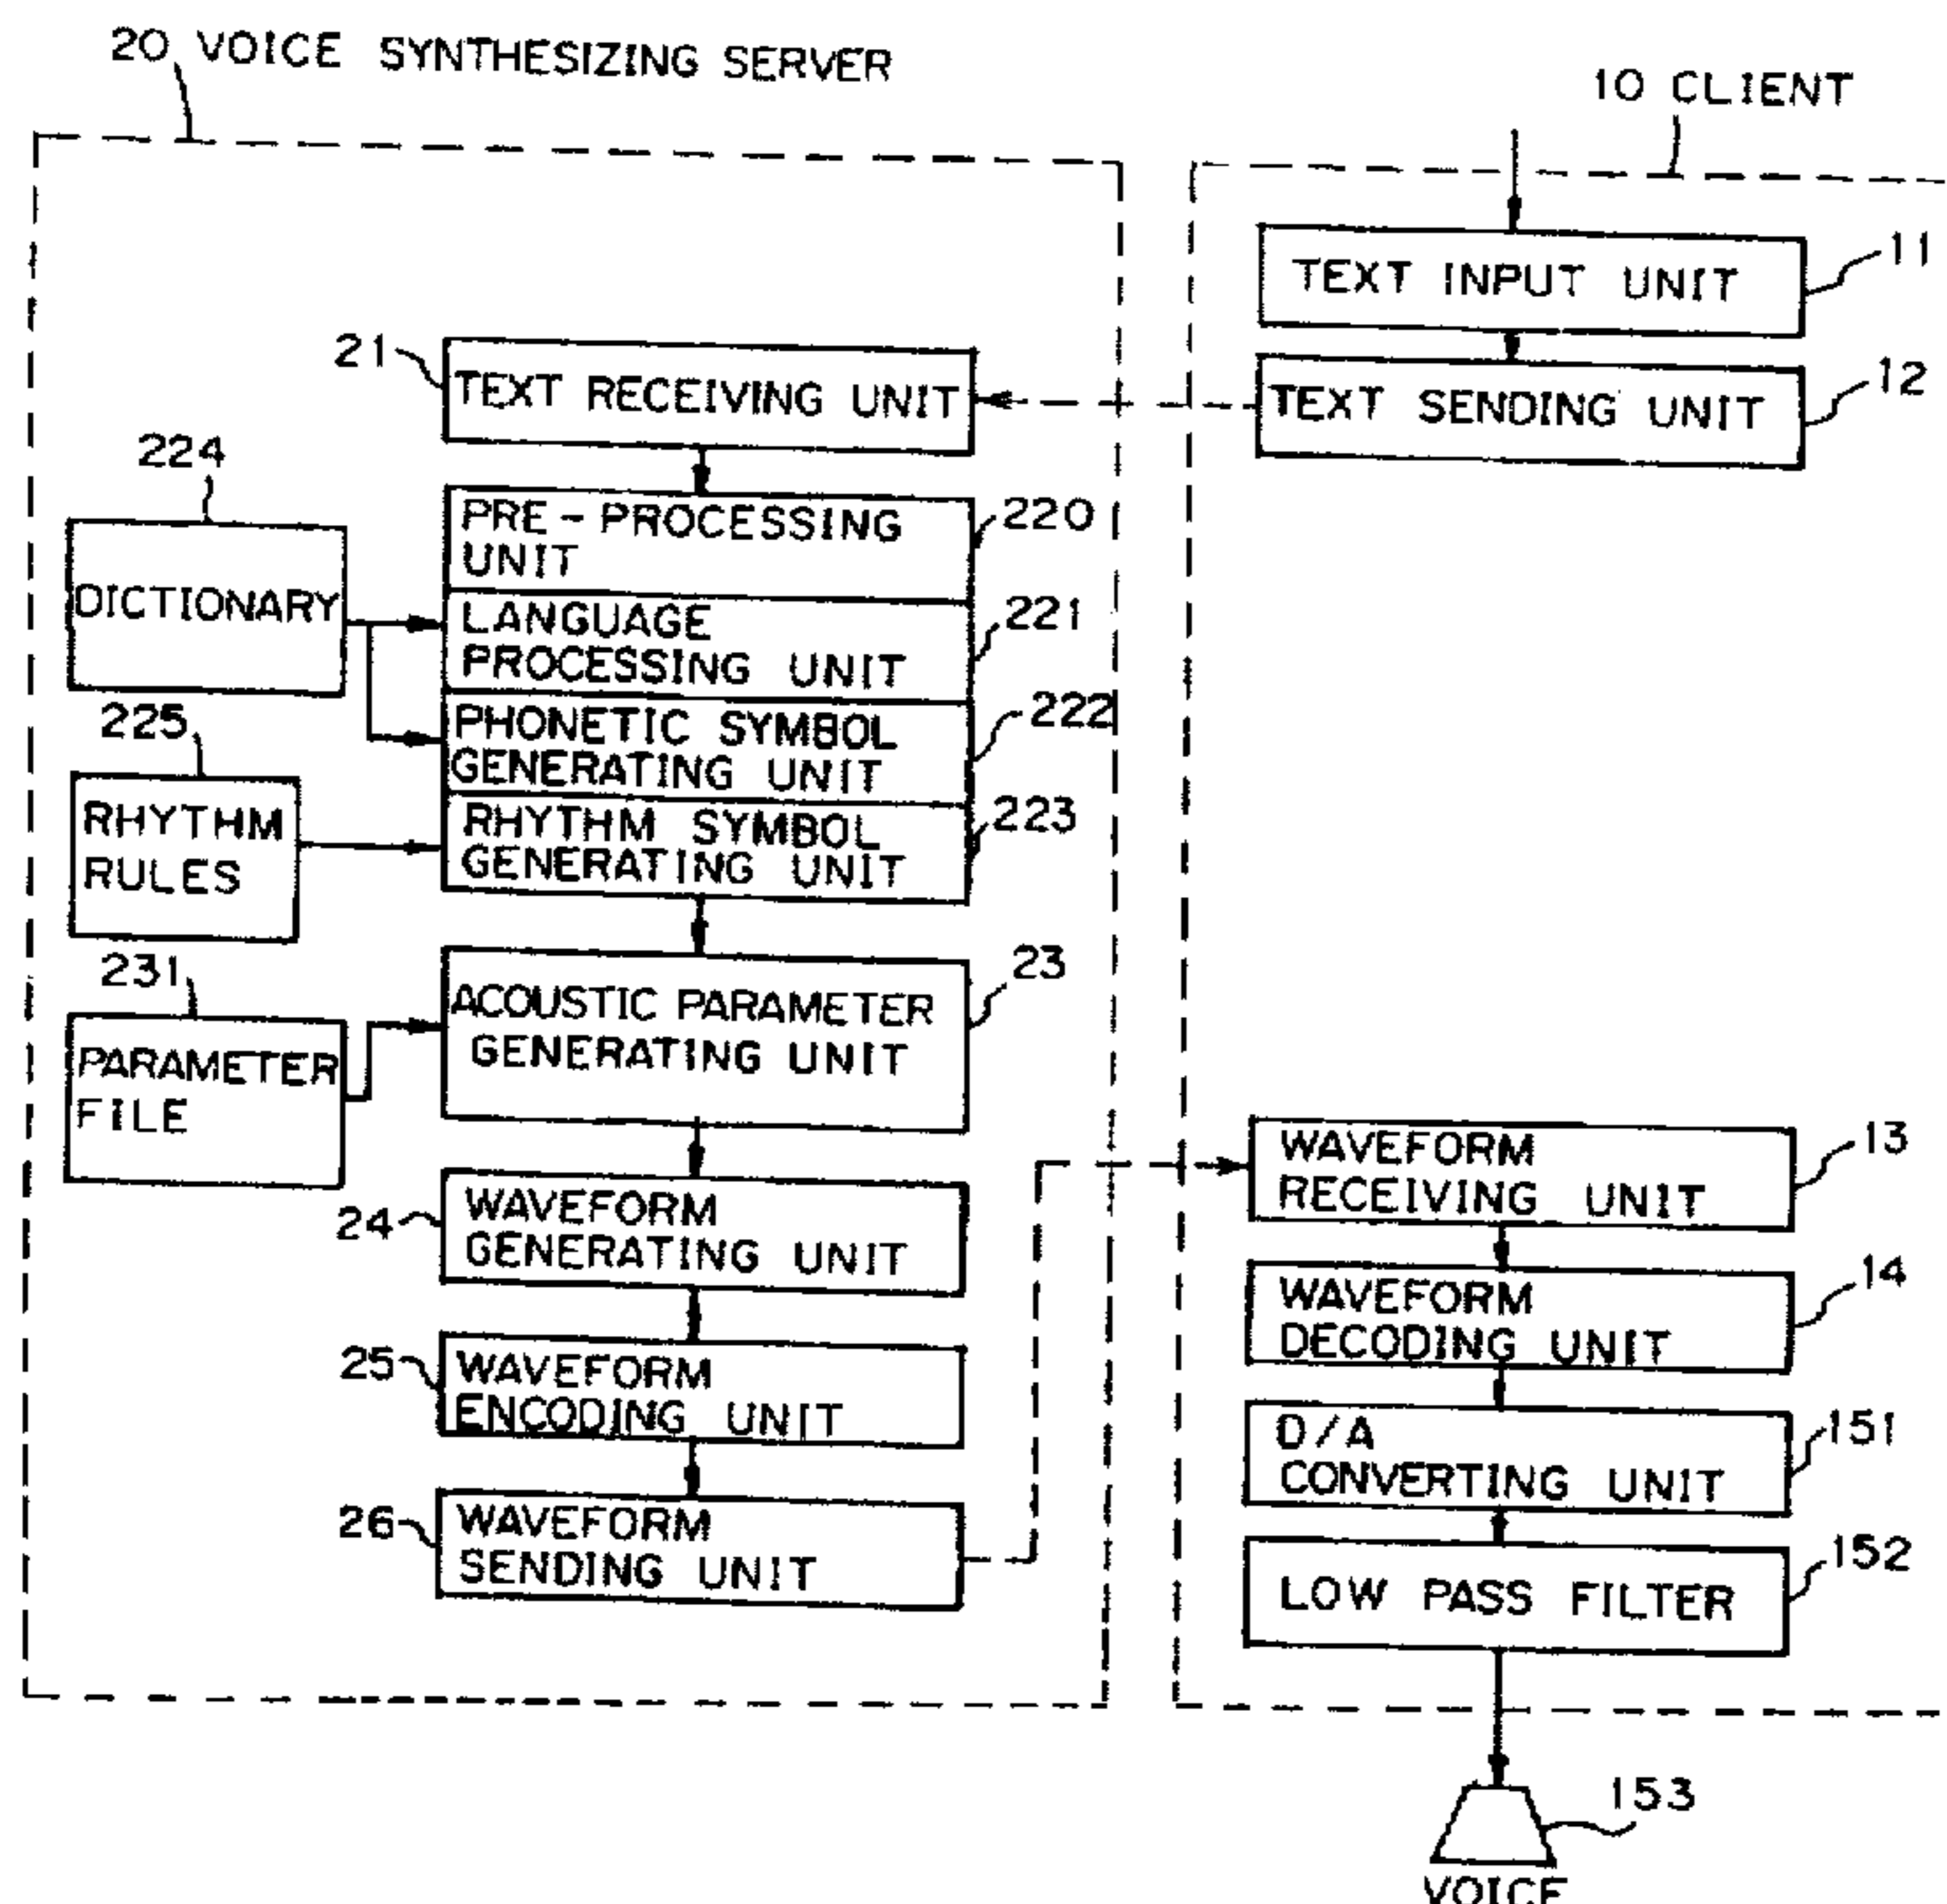 20 VOICE SYNTHESIZING SERVER
10 CLIENT
TEXT INPUT UNIT
11
TEXT SENDING UNIT
12
21
TEXT RECEIVING UNIT
224
DICTIONARY
PRE-PROCESSING
UNIT
220
LANGUAGE
PROCESSING UNIT
221
PHONETIC SYMBOL
GENERATING UNIT
222
225
RHYTHM
RULES
RHYTHM SYMBOL
GENERATING UNIT
223
231
PARAMETER
FILE
ACOUSTIC PARAMETER
GENERATING UNIT
23
24
WAVEFORM
GENERATING UNIT
25
WAVEFORM
ENCODING UNIT
26
WAVEFORM
SENDING UNIT
WAVEFORM
RECEIVING UNIT
13
WAVEFORM
DECODING UNIT
14
D/A
CONVERTING UNIT
151
LOW PASS FILTER
152
153
VOICE